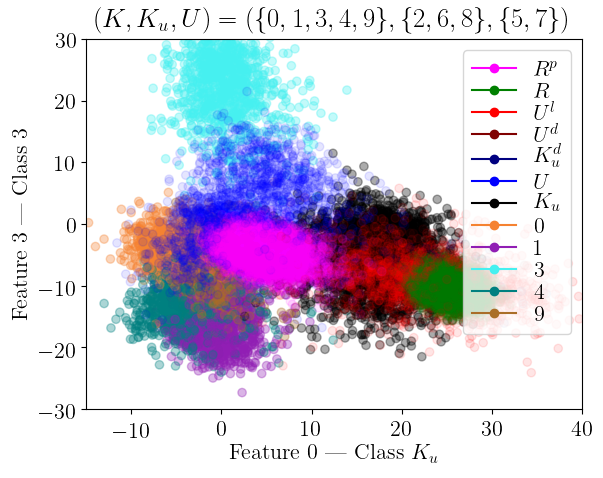 (K, K_u, U) = ({0, 1, 3, 4, 9}, {2, 6, 8}, {5, 7})
30
20
10
0
−10
−20
−30
Feature 3 — Class 3
R^p
R
U^l
U^d
K_u^d
U
K_u
0
1
3
4
9
−10
0
10
20
30
40
Feature 0 — Class K_u